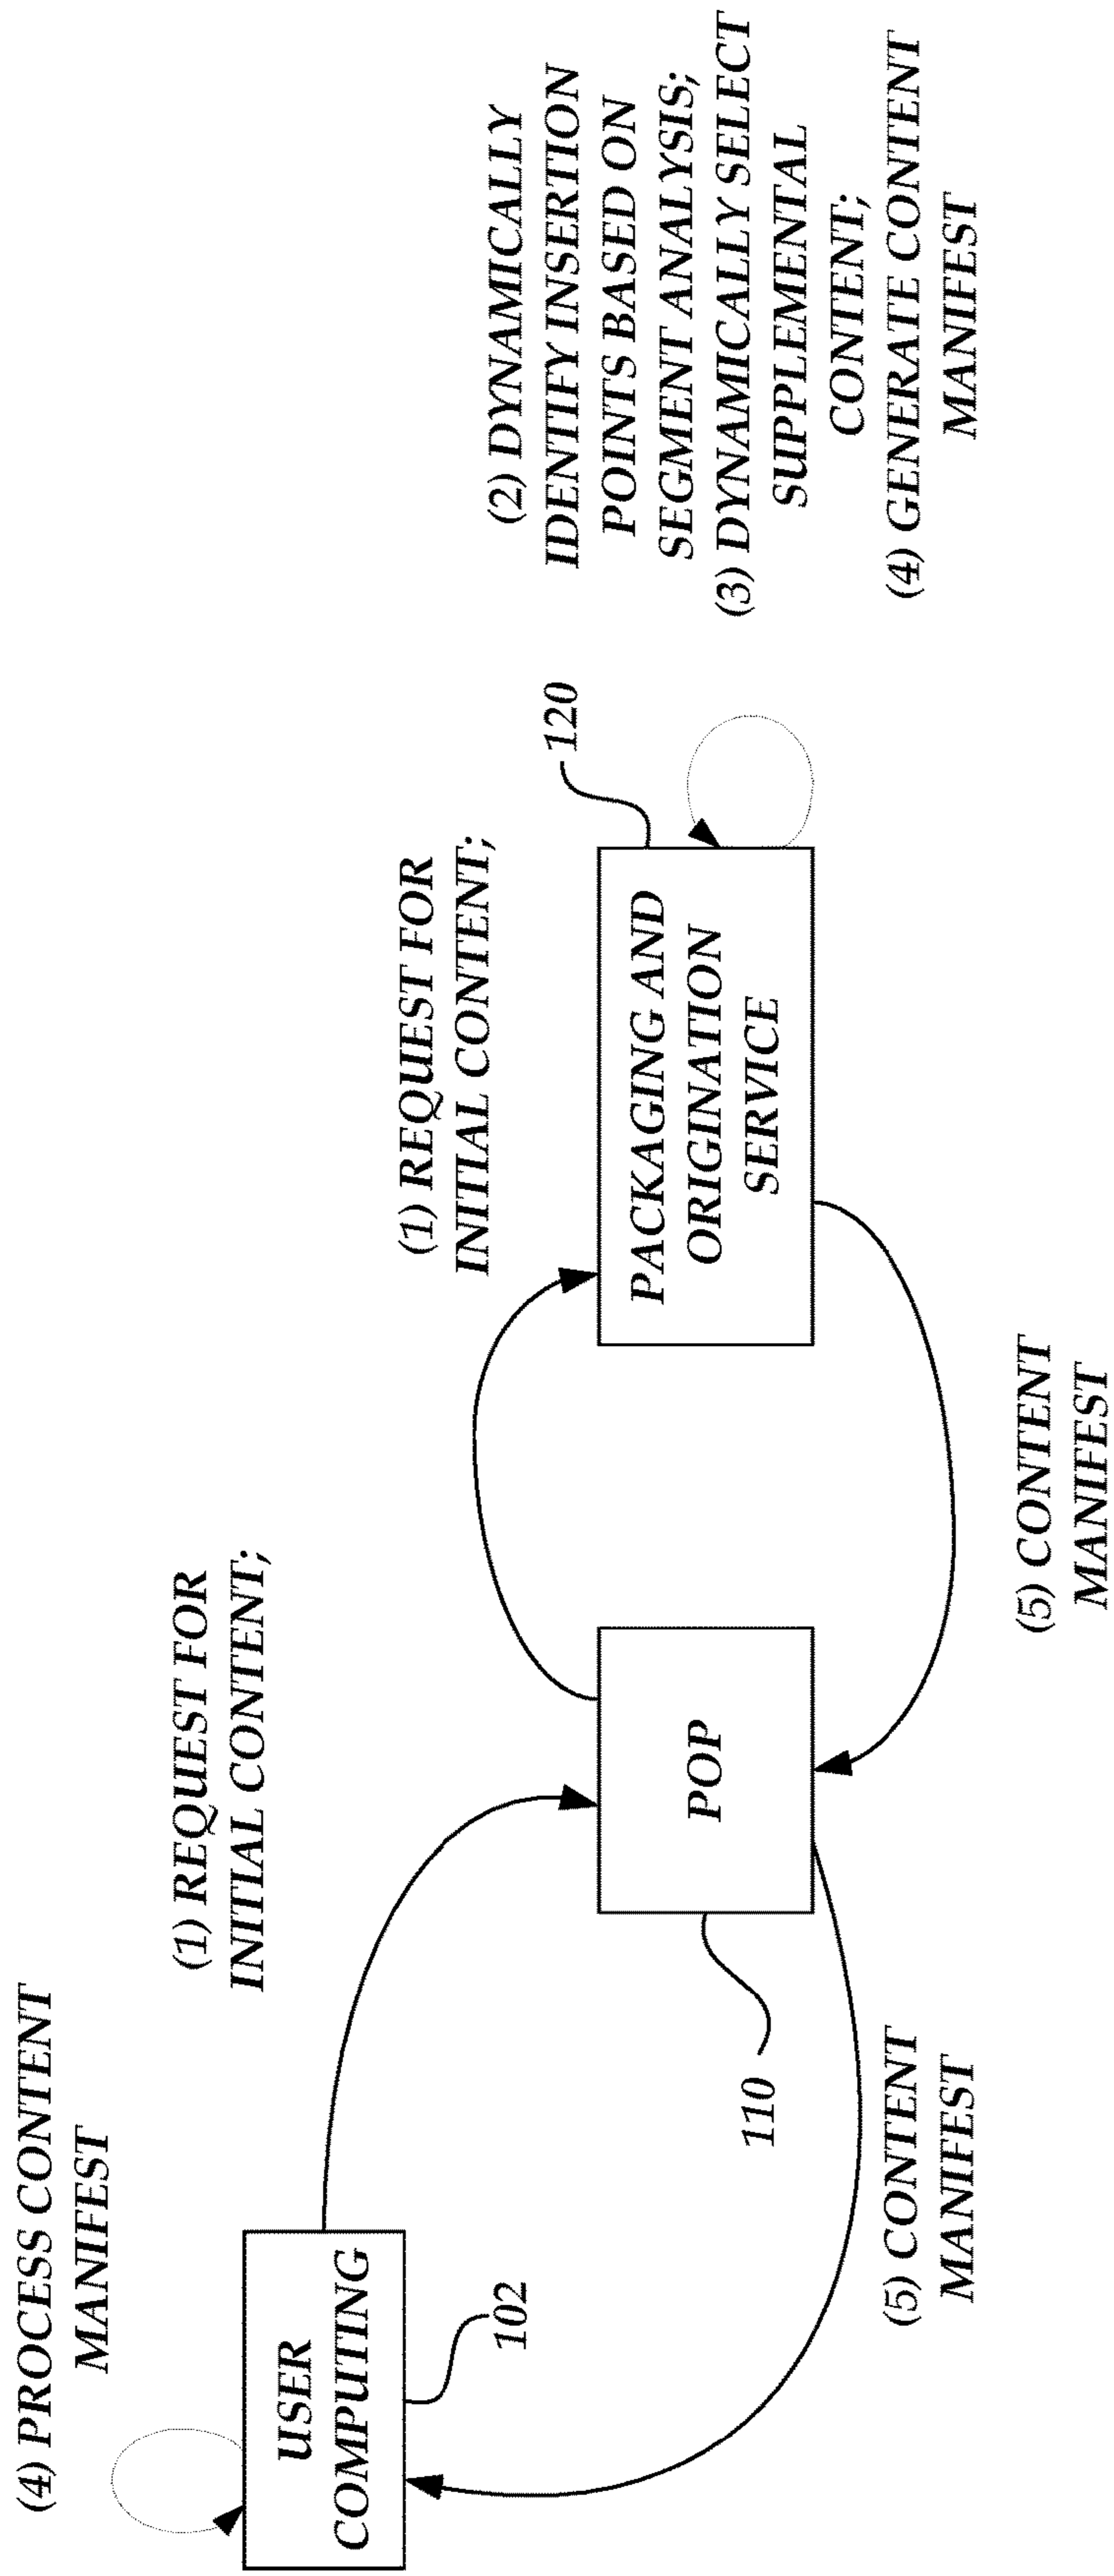 (4) PROCESS CONTENT
MANIFEST
(1) REQUEST FOR
INITIAL CONTENT;
(1) REQUEST FOR
INITIAL CONTENT;
(2) DYNAMICALLY
IDENTIFY INSERTION
POINTS BASED ON
SEGMENT ANALYSIS;
(3) DYNAMICALLY SELECT
SUPPLEMENTAL
CONTENT;
(4) GENERATE CONTENT
MANIFEST
USER
COMPUTING
102
POP
110
PACKAGING AND
ORIGINATION
SERVICE
120
(5) CONTENT
MANIFEST
(5) CONTENT
MANIFEST